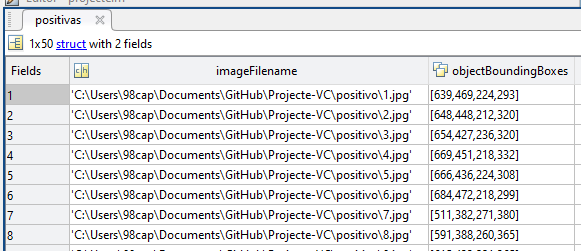 positivas
1x50 struct with 2 fields
Fields imageFilename objectBoundingBoxes
1 'C:\Users\98cap\Documents\GitHub\Projecte-VC\positivo\1.jpg' [639,469,224,293]
2 'C:\Users\98cap\Documents\GitHub\Projecte-VC\positivo\2.jpg' [648,448,212,320]
3 'C:\Users\98cap\Documents\GitHub\Projecte-VC\positivo\3.jpg' [654,427,236,320]
4 'C:\Users\98cap\Documents\GitHub\Projecte-VC\positivo\4.jpg' [669,451,218,332]
5 'C:\Users\98cap\Documents\GitHub\Projecte-VC\positivo\5.jpg' [666,436,224,308]
6 'C:\Users\98cap\Documents\GitHub\Projecte-VC\positivo\6.jpg' [684,472,218,299]
7 'C:\Users\98cap\Documents\GitHub\Projecte-VC\positivo\7.jpg' [511,382,271,380]
8 'C:\Users\98cap\Documents\GitHub\Projecte-VC\positivo\8.jpg' [591,388,260,365]